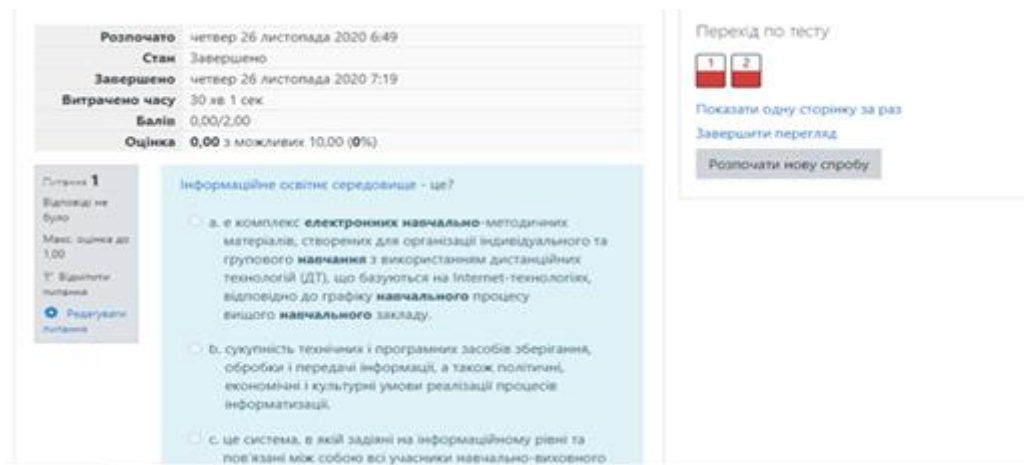 Розпочато четвер 26 листопада 2020 6:49
Стан Завершено
Завершено четвер 26 листопада 2020 7:19
Витрачено часу 30 хв 1 сек
Балів 0,00/2,00
Оцінка 0,00 з можливих 10,00 (0%)
Питання 1
Відповіді не
було
Макс. оцінка до
1,00
Відмітити
питання
Редагувати
питання
Інформаційне освітнє середовище - це?
a. є комплекс електронних навчально-методичних
матеріалів, створених для організації індивідуального та
групового навчання з використанням дистанційних
технологій (ДТ), що базуються на Internet-технологіях,
відповідно до графіку навчального процесу
вищого навчального закладу.
b. сукупність технічних і програмних засобів зберігання,
обробки і передачі інформації, а також політичні,
економічні і культурні умови реалізації процесів
інформатизації.
c. це система, в якій задіяні на інформаційному рівні та
пов'язані між собою всі учасники навчально-виховного
Перехід по тесту
1 2
Показати одну сторінку за раз
Завершити перегляд
Розпочати нову спробу